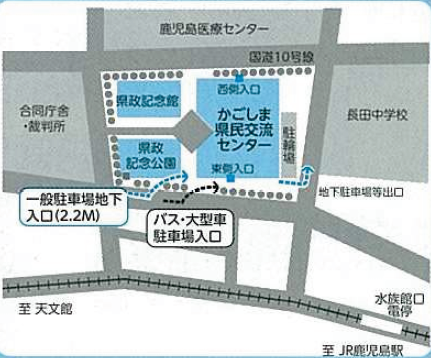 鹿児島医療センター
国道10号線
合同庁舎
・裁判所
県政記念館
西側入口
かごしま
県民交流
センター
駐輪場
長田中学校
県政
記念公園
東側入口
地下駐車場等出口
一般駐車場地下
入口(2.2M)
バス・大型車
駐車場入口
水族館口
電停
至 天文館
至 JR鹿児島駅